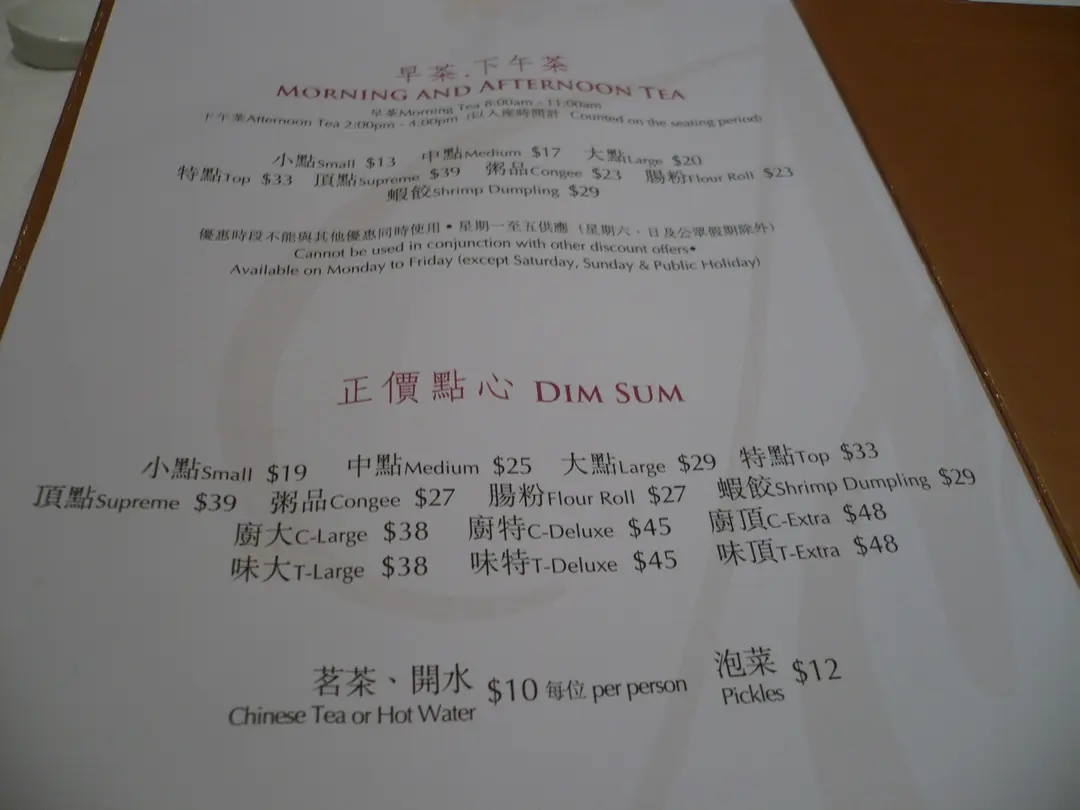 早茶.下午茶
MORNING AND AFTERNOON TEA
早茶Morning Tea 8:00am - 11:00am
下午茶Afternoon Tea 2:00pm - 4:00pm (以入座時間計 Counted on the seating period)
小點Small $13 中點Medium $17 大點Large $20
特點Top $33 頂點Supreme $39 粥品Congee $23 腸粉Flour Roll $23
蝦餃Shrimp Dumpling $29
優惠時段不能與其他優惠同時使用•星期一至五供應 (星期六、日及公眾假期除外)
Cannot be used in conjunction with other discount offers•
Available on Monday to Friday (except Saturday, Sunday & Public Holiday)
正價點心 DIM SUM
小點Small $19 中點Medium $25 大點Large $29 特點Top $33
頂點Supreme $39 粥品Congee $27 腸粉Flour Roll $27 蝦餃Shrimp Dumpling $29
廚大C-Large $38 廚特C-Deluxe $45 廚頂C-Extra $48
味大T-Large $38 味特T-Deluxe $45 味頂T-Extra $48
茗茶、開水 $10 每位 per person 泡菜 $12
Chinese Tea or Hot Water Pickles